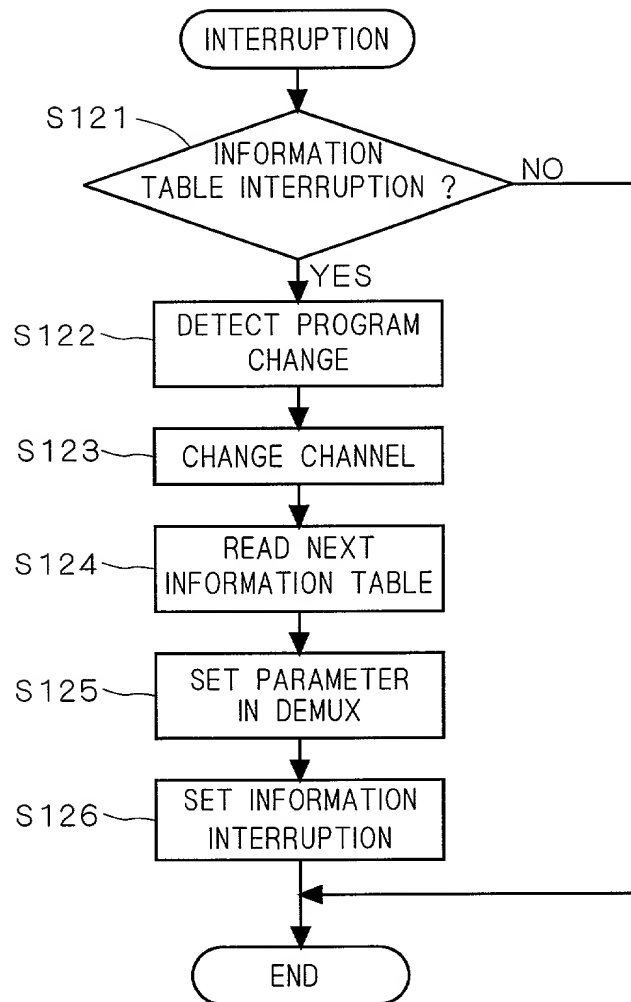 INTERRUPTION
S121
INFORMATION
TABLE INTERRUPTION ?
NO
YES
S122
DETECT PROGRAM
CHANGE
S123
CHANGE CHANNEL
S124
READ NEXT
INFORMATION TABLE
S125
SET PARAMETER
IN DEMUX
S126
SET INFORMATION
INTERRUPTION
END